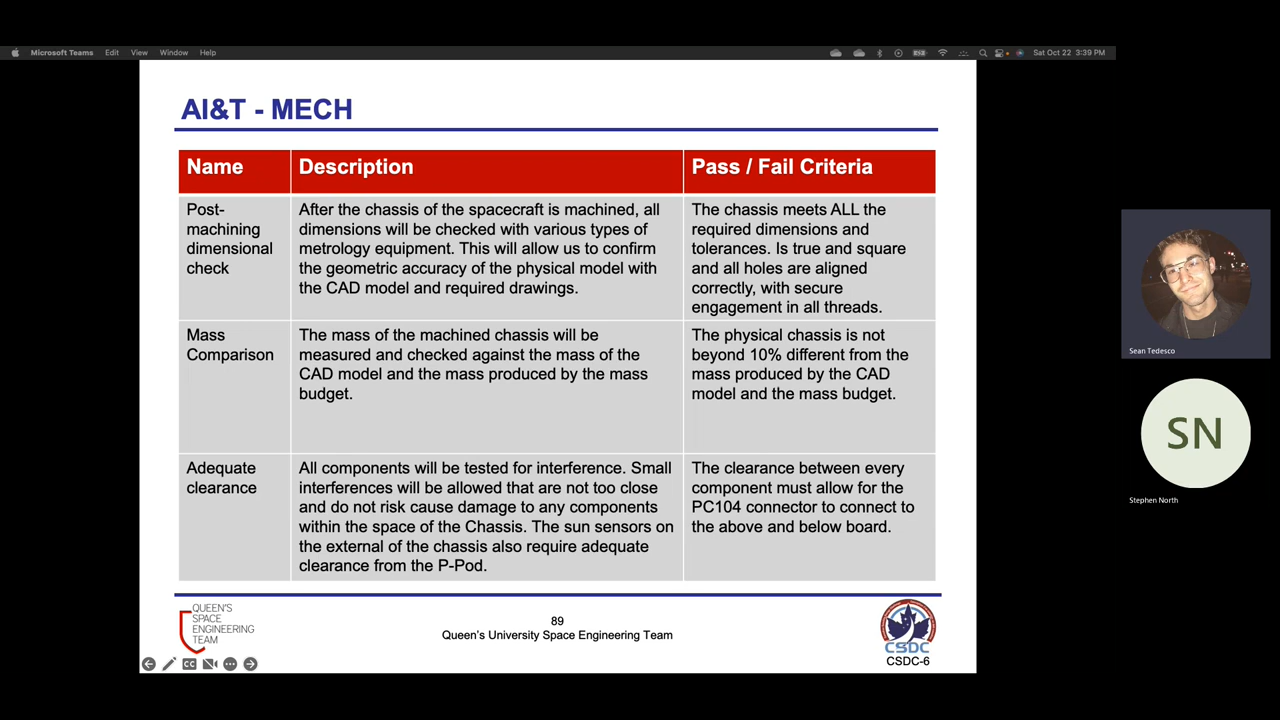 Microsoft Teams Edit View Window Help Sat Oct 22 3:39 PM
AI&T - MECH
Name Description Pass / Fail Criteria
Post-
machining
dimensional
check
After the chassis of the spacecraft is machined, all
dimensions will be checked with various types of
metrology equipment. This will allow us to confirm
the geometric accuracy of the physical model with
the CAD model and required drawings.
The chassis meets ALL the
required dimensions and
tolerances. Is true and square
and all holes are aligned
correctly, with secure
engagement in all threads.
Mass
Comparison
The mass of the machined chassis will be
measured and checked against the mass of the
CAD model and the mass produced by the mass
budget.
The physical chassis is not
beyond 10% different from the
mass produced by the CAD
model and the mass budget.
Adequate
clearance
All components will be tested for interference. Small
interferences will be allowed that are not too close
and do not risk cause damage to any components
within the space of the Chassis. The sun sensors on
the external of the chassis also require adequate
clearance from the P-Pod.
The clearance between every
component must allow for the
PC104 connector to connect to
the above and below board.
QUEEN'S
SPACE
ENGINEERING
TEAM
89
Queen's University Space Engineering Team
CSDC
CSDC-6
CC
Sean Tedesco
SN
Stephen North